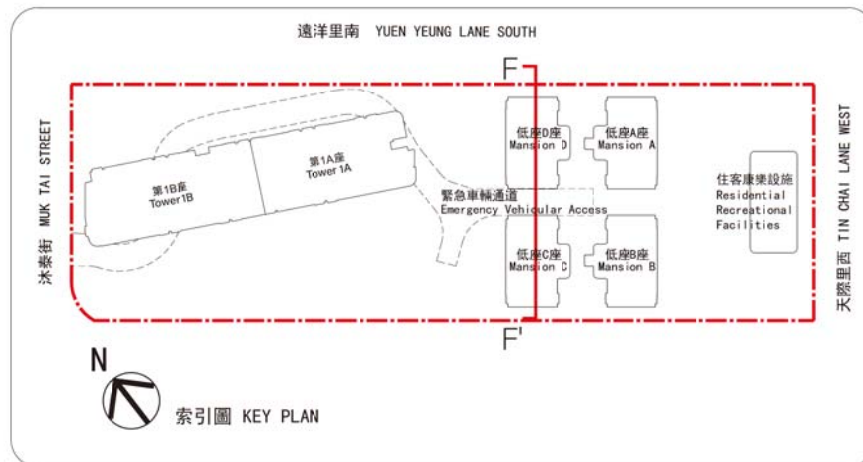 遠洋里南 YUEN YEUNG LANE SOUTH
F
沐泰街 MUK TAI STREET
第1B座
Tower 1B
第1A座
Tower 1A
緊急車輛通道
Emergency Vehicular Access
低座D座
Mansion D
低座A座
Mansion A
低座C座
Mansion C
低座B座
Mansion B
住客康樂設施
Residential
Recreational
Facilities
天際里西 TIN CHAI LANE WEST
F'
N
索引圖 KEY PLAN